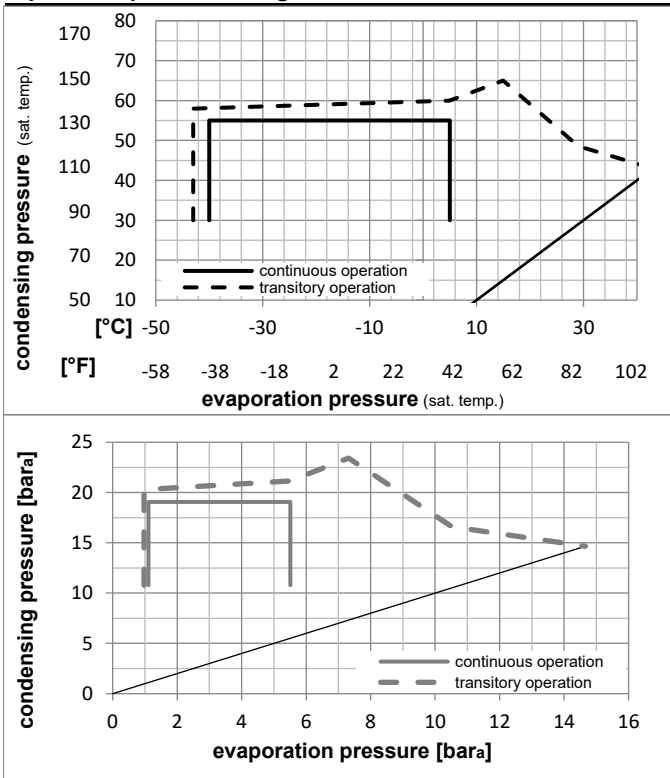 170 80
150 70
130 60
50
110 40
90 30
70 20
50 10
condensing pressure (sat. temp.)
continuous operation
transitory operation
[°C] -50 -30 -10 10 30
[°F] -58 -38 -18 2 22 42 62 82 102
evaporation pressure (sat. temp.)
25
20
15
10
5
0
condensing pressure [bara]
continuous operation
transitory operation
0 2 4 6 8 10 12 14 16
evaporation pressure [bara]